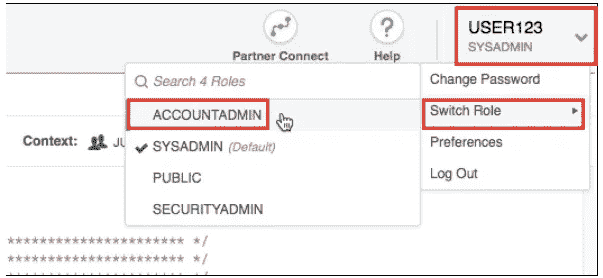 USER123
SYSADMIN
Partner Connect
Help
Change Password
Switch Role
Preferences
Log Out
Search 4 Roles
ACCOUNTADMIN
SYSADMIN (Default)
PUBLIC
SECURITYADMIN
Context:
********************** */
********************** */
********************** */